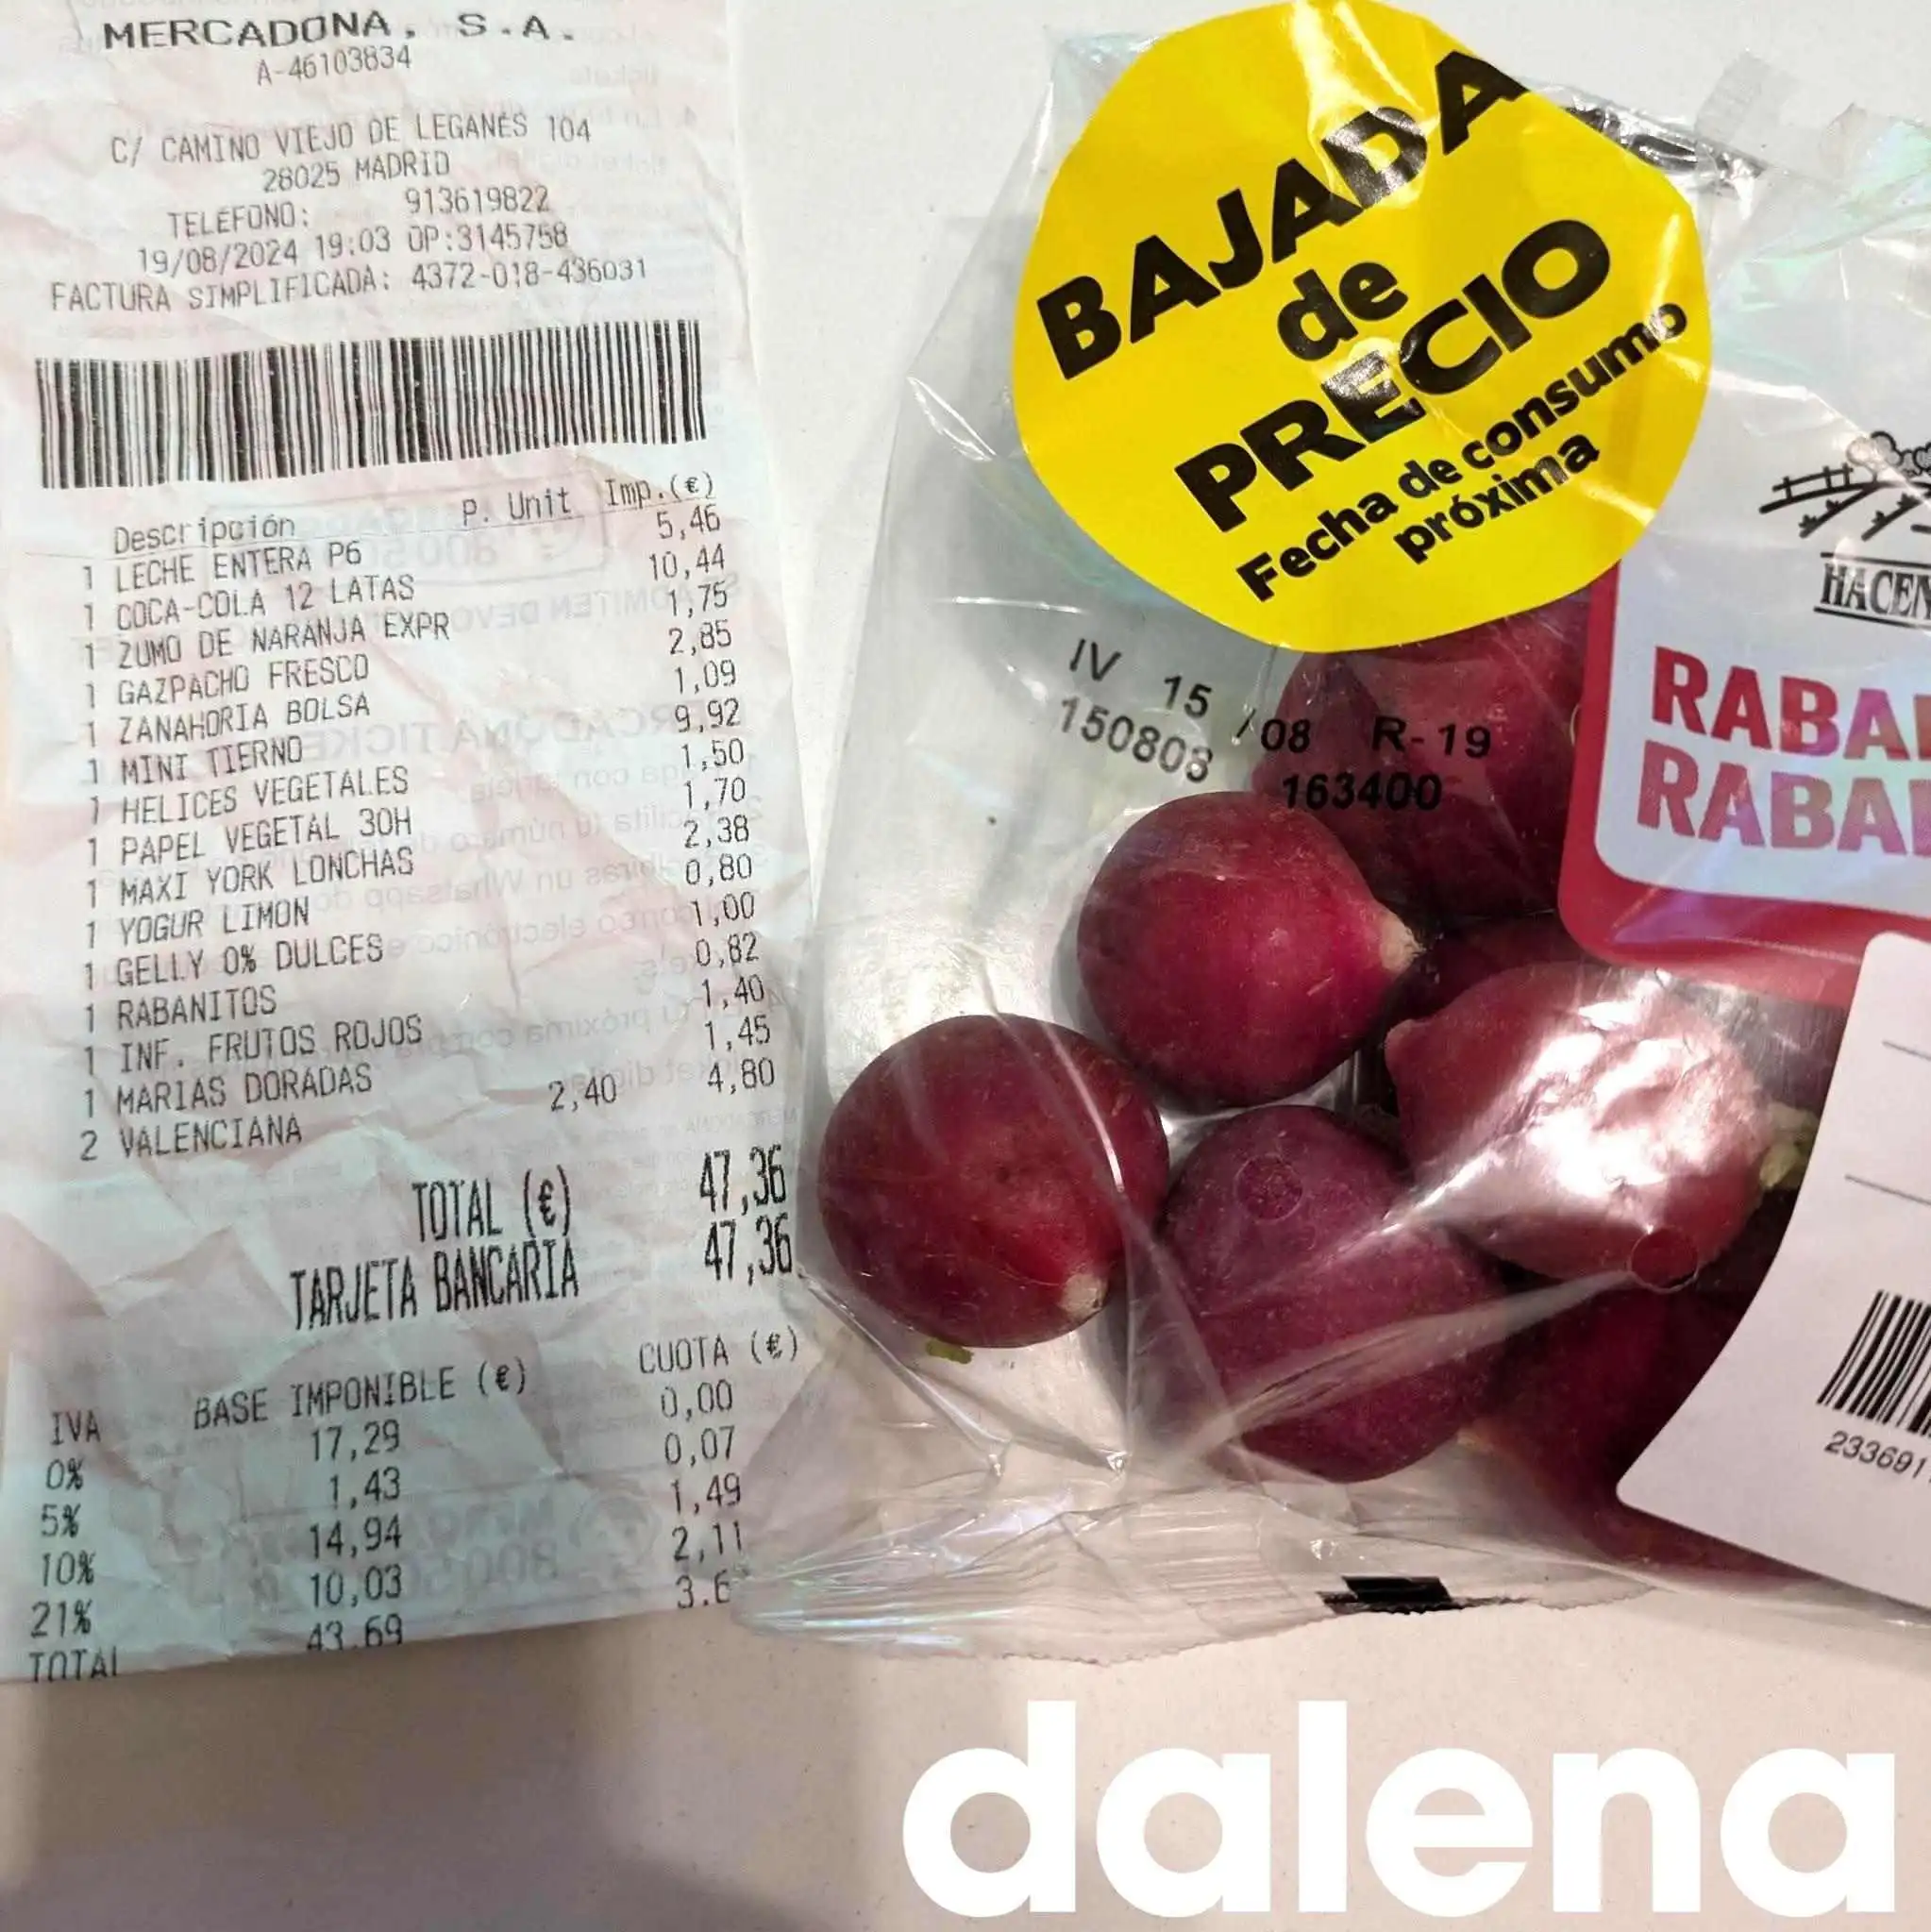 MERCADONA, S.A.
A-46103834
C/ CAMINO VIEJO DE LEGANÉS 104
28025 MADRID
TELÉFONO: 913619822
19/08/2024 19:03 OP:3145758
FACTURA SIMPLIFICADA: 4372-018-436031
Descripción P. Unit Imp.(€)
1 LECHE ENTERA P6 5,46
1 COCA-COLA 12 LATAS 10,44
1 ZUMO DE NARANJA EXPR 1,75
1 GAZPACHO FRESCO 2,85
1 ZANAHORIA BOLSA 1,09
1 MINI TIERNO 9,92
1 HELICES VEGETALES 1,50
1 PAPEL VEGETAL 30H 1,70
1 MAXI YORK LONCHAS 2,38
1 YOGUR LIMON 0,80
1 GELLY 0% DULCES 1,00
1 RABANITOS 0,82
1 INF. FRUTOS ROJOS 1,40
1 MARIAS DORADAS 1,45
2 VALENCIANA 2,40 4,80
TOTAL (€) 47,36
TARJETA BANCARIA 47,36
IVA BASE IMPONIBLE (€) CUOTA (€)
0% 17,29 0,00
5% 1,43 0,07
10% 14,94 1,49
21% 10,03 2,11
TOTAL 43.69 3.6
BAJADA
de
PRECIO
Fecha de consumo
próxima
IV 15 /08 R-19
150808 163400
HACEN
RABA
RABA
233691
dalena